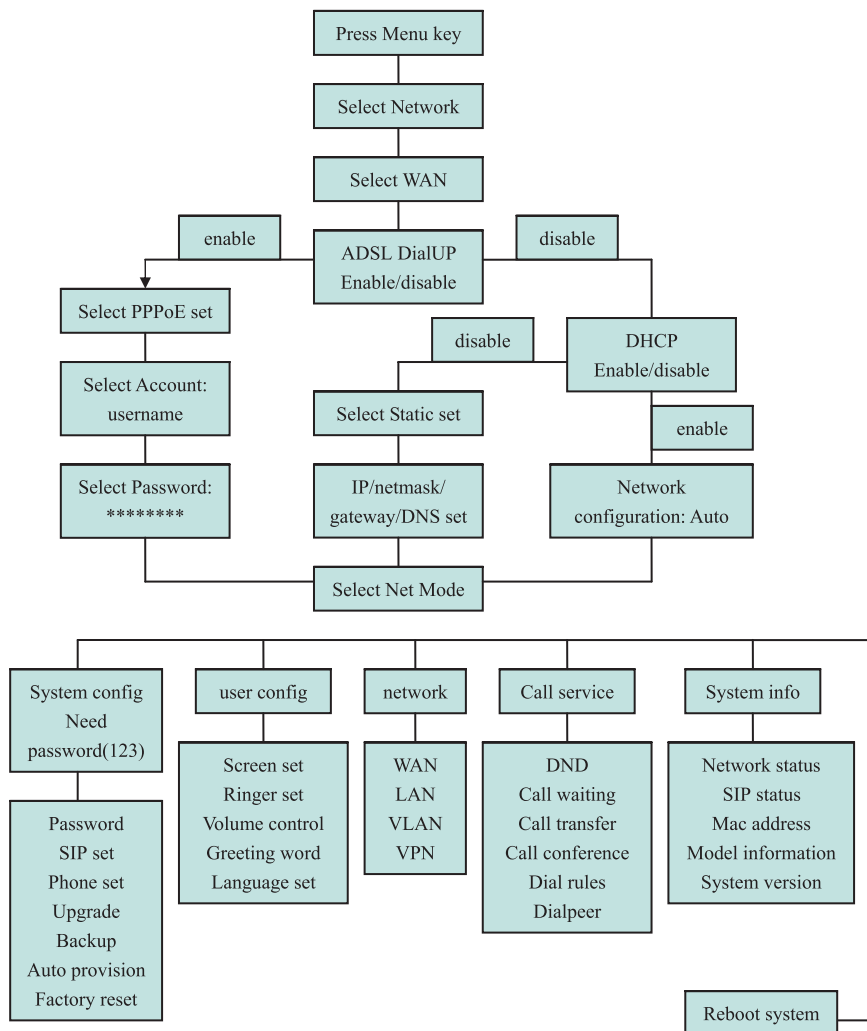 Press Menu key
Select Network
Select WAN
enable
disable
ADSL DialUP
Enable/disable
Select PPPoE set
disable
DHCP
Enable/disable
Select Account:
username
Select Static set
enable
Select Password:
********
IP/netmask/
gateway/DNS set
Network
configuration: Auto
Select Net Mode
System config
Need
password(123)
user config
network
Call service
System info
Password
SIP set
Phone set
Upgrade
Backup
Auto provision
Factory reset
Screen set
Ringer set
Volume control
Greeting word
Language set
WAN
LAN
VLAN
VPN
DND
Call waiting
Call transfer
Call conference
Dial rules
Dialpeer
Network status
SIP status
Mac address
Model information
System version
Reboot system